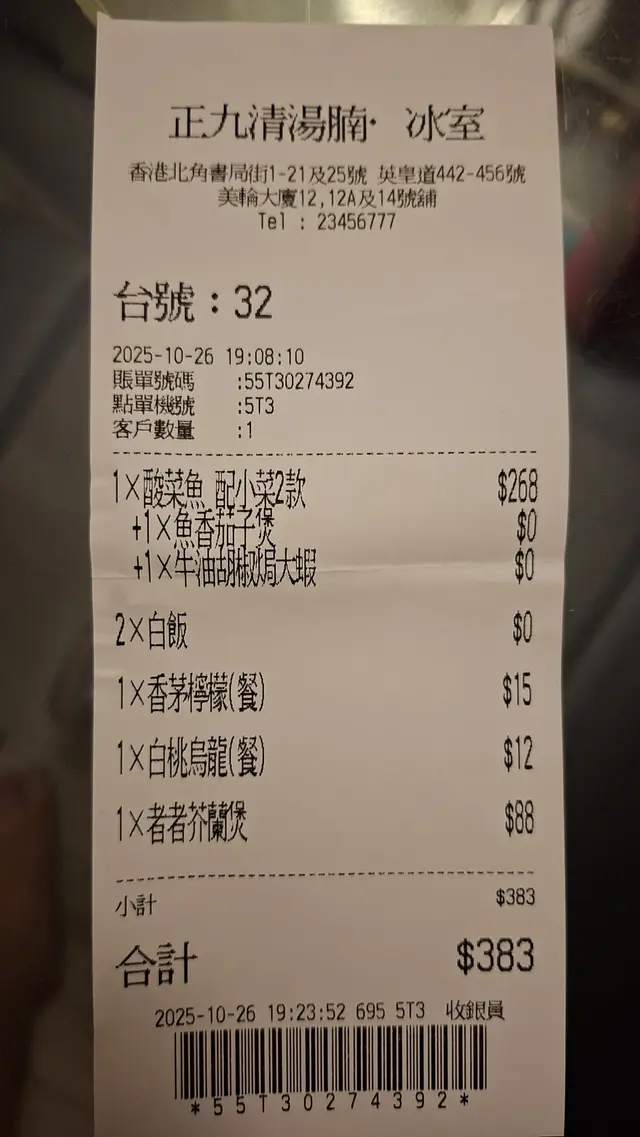 正九清湯腩· 冰室
香港北角書局街1-21及25號 英皇道442-456號
美輪大廈12,12A及14號舖
Tel : 23456777
台號：32
2025-10-26 19:08:10
賬單號碼 :55T30274392
點單機號 :5T3
客戶數量 :1
1×酸菜魚 配小菜2款 $268
+1×魚香茄子煲 $0
+1×牛油胡椒焗大蝦 $0
2×白飯 $0
1×香茅檸檬(餐) $15
1×白桃烏龍(餐) $12
1×者者芥蘭煲 $88
小計 $383
合計 $383
2025-10-26 19:23:52 695 5T3 收銀員
*55T30274392*